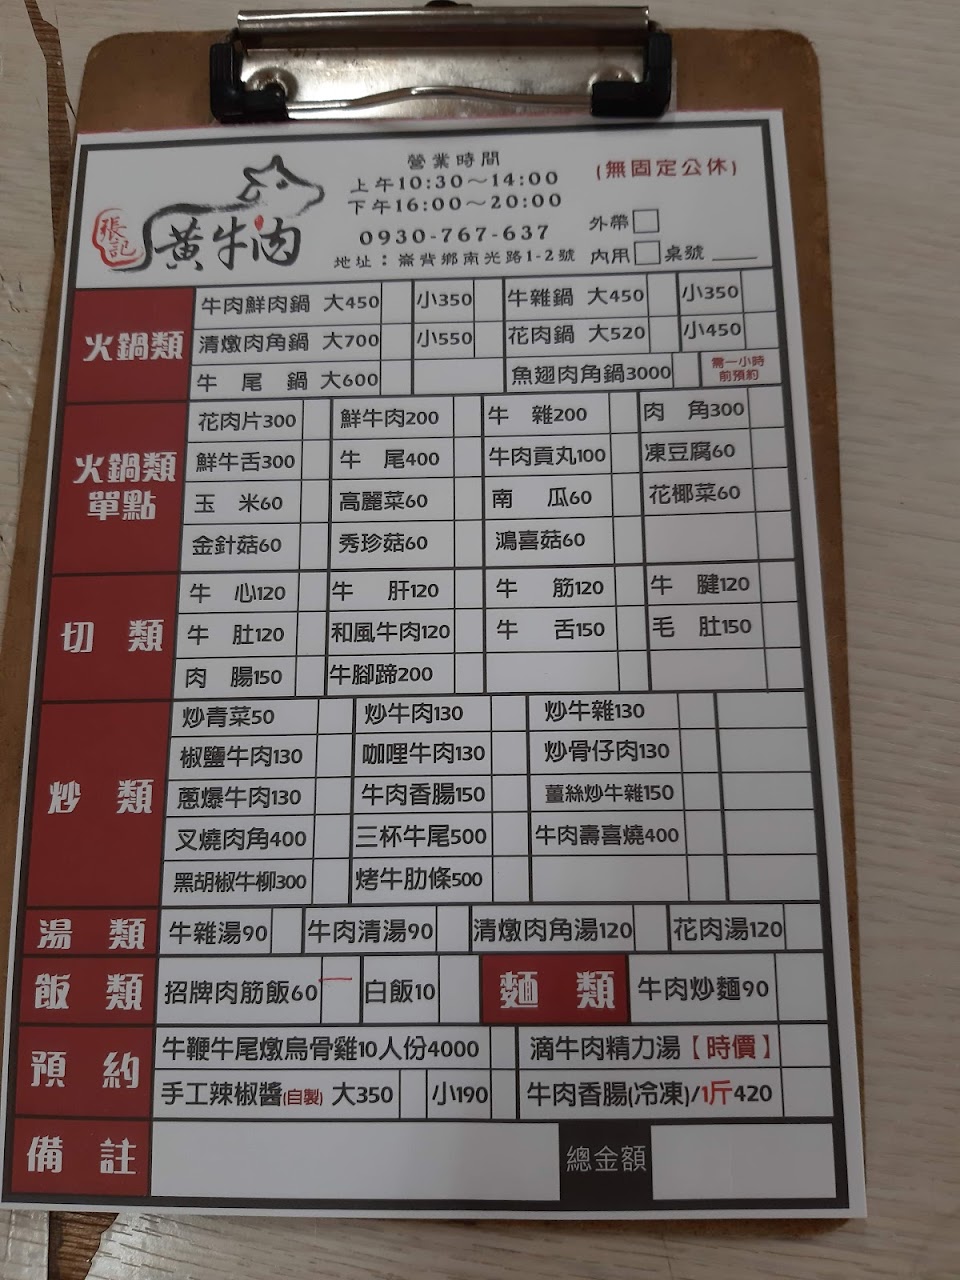 張記
黃牛肉
營業時間
上午10:30～14:00
下午16:00～20:00
(無固定公休)
0930-767-637
地址：崙背鄉南光路1-2號
外帶
內用 桌號
火鍋類
牛肉鮮肉鍋 大450 小350 牛雜鍋 大450 小350
清燉肉角鍋 大700 小550 花肉鍋 大520 小450
牛尾鍋 大600 魚翅肉角鍋3000 需一小時前預約
火鍋類
單點
花肉片300 鮮牛肉200 牛雜200 肉角300
鮮牛舌300 牛尾400 牛肉貢丸100 凍豆腐60
玉米60 高麗菜60 南瓜60 花椰菜60
金針菇60 秀珍菇60 鴻喜菇60
切類
牛心120 牛肝120 牛筋120 牛腱120
牛肚120 和風牛肉120 牛舌150 毛肚150
肉腸150 牛腳蹄200
炒類
炒青菜50 炒牛肉130 炒牛雜130
椒鹽牛肉130 咖哩牛肉130 炒骨仔肉130
蔥爆牛肉130 牛肉香腸150 薑絲炒牛雜150
叉燒肉角400 三杯牛尾500 牛肉壽喜燒400
黑胡椒牛柳300 烤牛肋條500
湯類
牛雜湯90 牛肉清湯90 清燉肉角湯120 花肉湯120
飯類
招牌肉筋飯60 白飯10
麵類
牛肉炒麵90
預約
牛鞭牛尾燉烏骨雞10人份4000 滴牛肉精力湯【時價】
手工辣椒醬(自製) 大350 小190 牛肉香腸(冷凍)/1斤420
備註
總金額